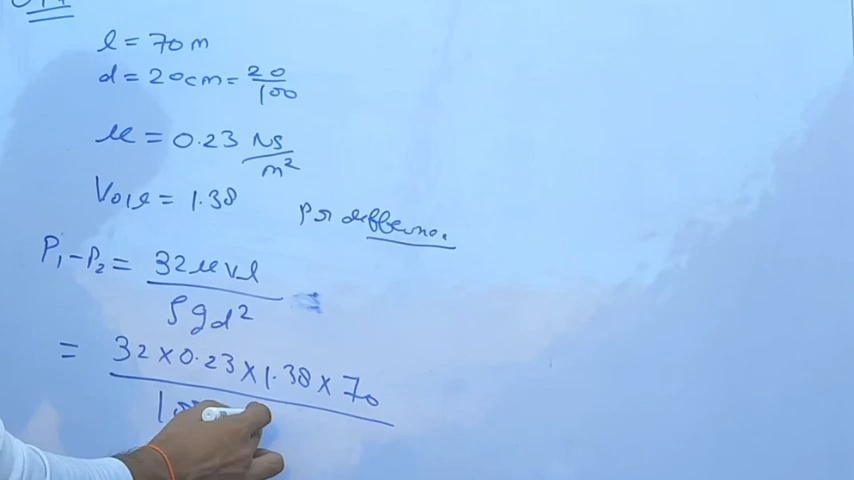 l = 70 m
d = 20 cm = 20/100
μ = 0.23 Ns/m²
Voil = 1.38
Pr difference.
P₁-P₂ = 32μvl/ρgd²
= 32×0.23×1.38×70